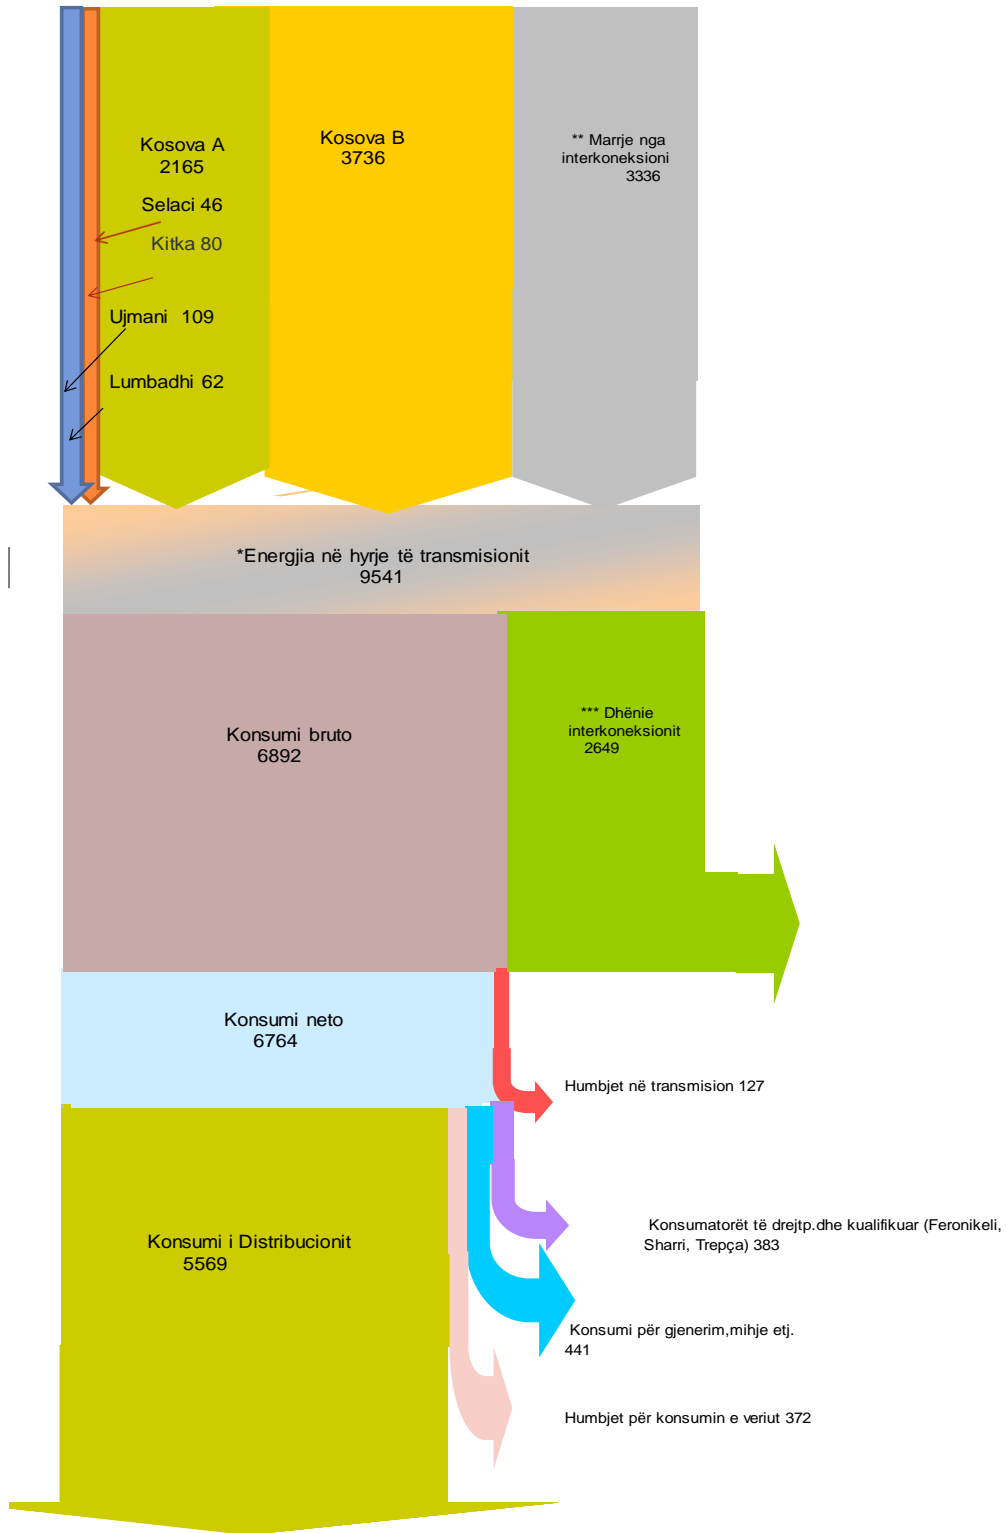 Kosova A
2165
Kosova B
3736
** Marrje nga
interkoneksioni
3336
Selaci 46
Kitka 80
Ujmani 109
Lumbadhi 62
*Energjia në hyrje të transmisionit
9541
Konsumi bruto
6892
*** Dhënie
interkoneksionit
2649
Konsumi neto
6764
Humbjet në transmision 127
Konsumatorët të drejtp.dhe kualifikuar (Feronikeli,
Sharri, Trepça) 383
Konsumi i Distribucionit
5569
Konsumi për gjenerim,mihje etj.
441
Humbjet për konsumin e veriut 372